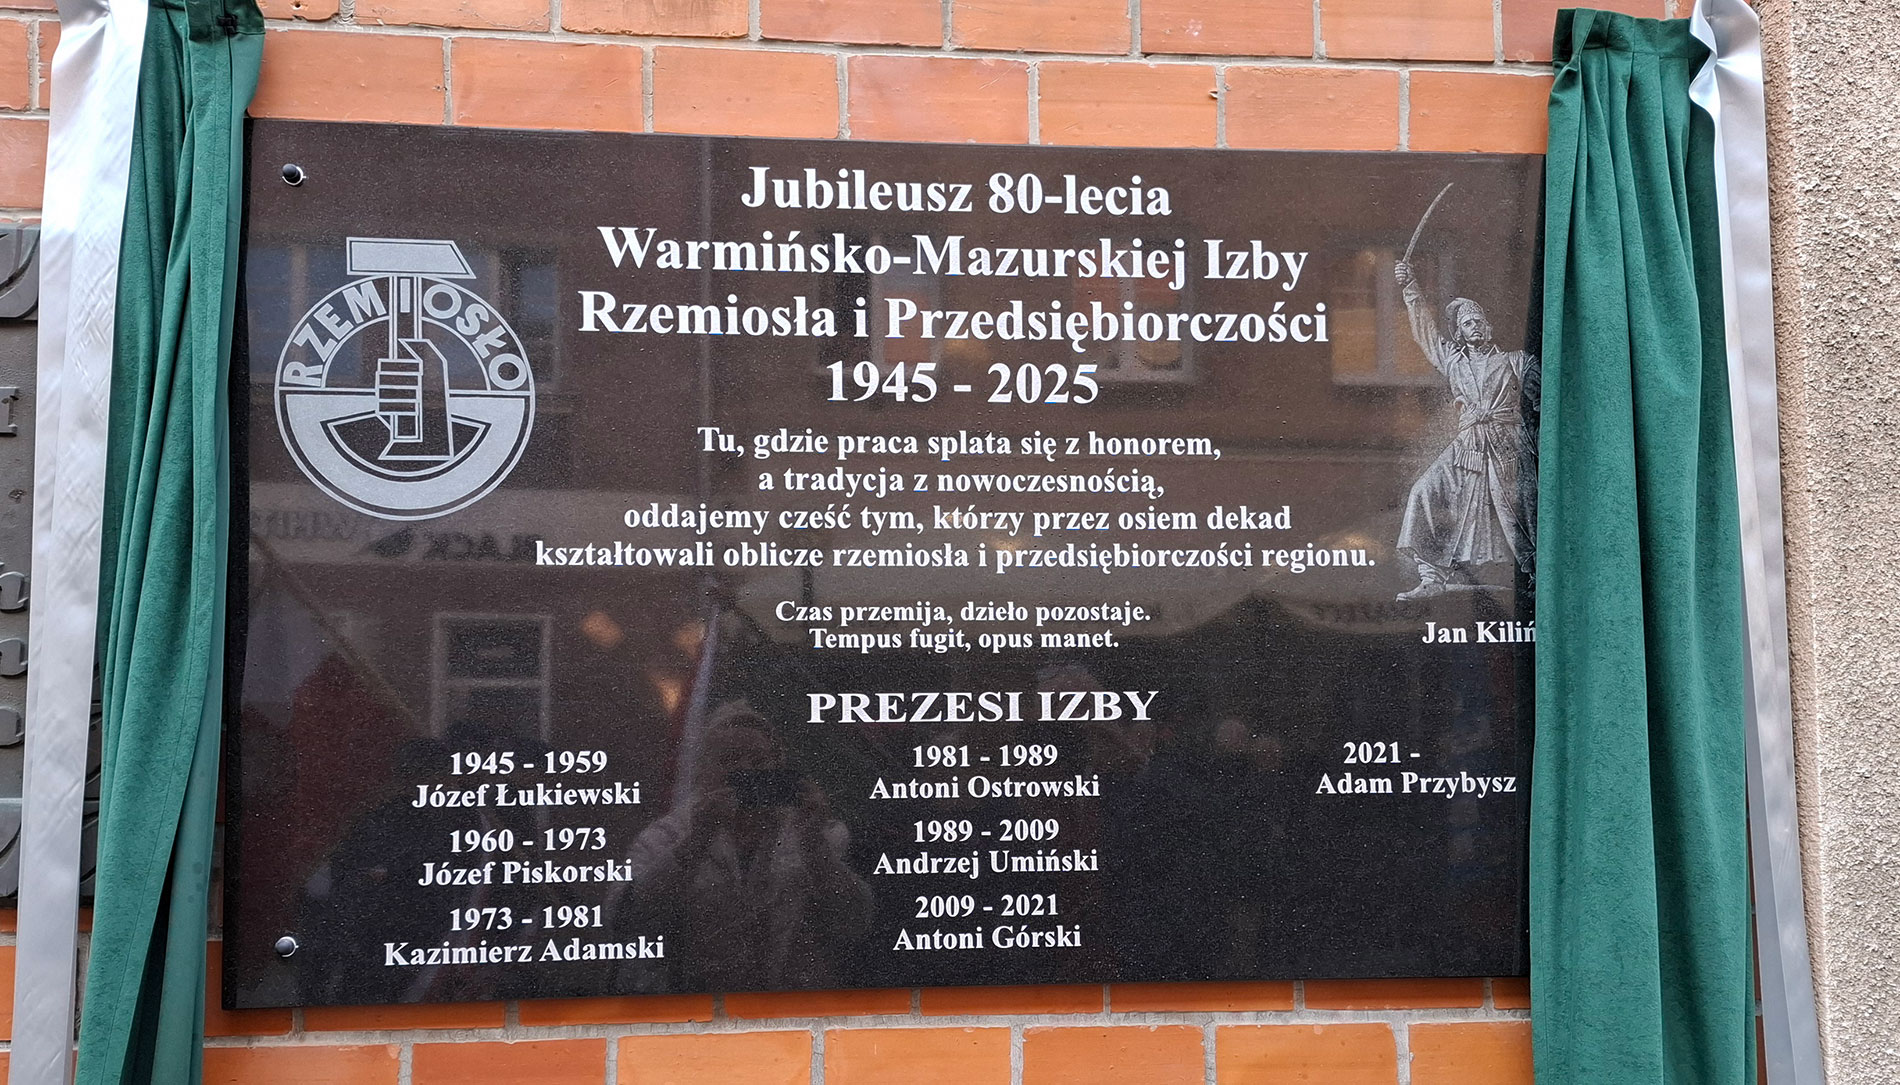 RZEMIOSŁO
Jubileusz 80-lecia
Warmińsko-Mazurskiej Izby
Rzemiosła i Przedsiębiorczości
1945 - 2025
Tu, gdzie praca splata się z honorem,
a tradycja z nowoczesnością,
oddajemy cześć tym, którzy przez osiem dekad
kształtowali oblicze rzemiosła i przedsiębiorczości regionu.
Czas przemija, dzieło pozostaje.
Tempus fugit, opus manet.
Jan Kiliń
PREZESI IZBY
1945 - 1959
Józef Łukiewski
1960 - 1973
Józef Piskorski
1973 - 1981
Kazimierz Adamski
1981 - 1989
Antoni Ostrowski
1989 - 2009
Andrzej Umiński
2009 - 2021
Antoni Górski
2021 -
Adam Przybysz